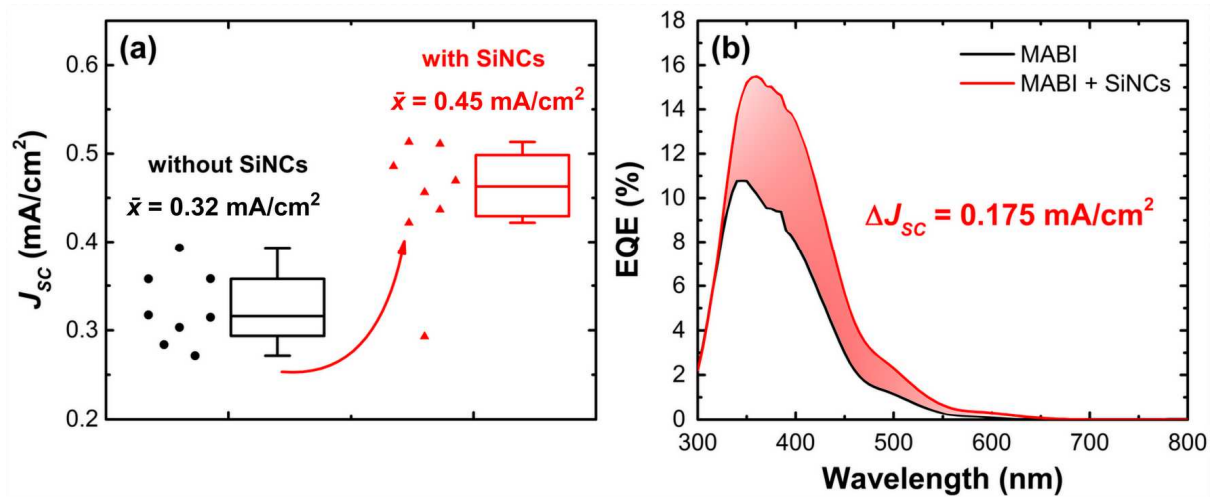 (a)
with SiNCs
x̄ = 0.45 mA/cm²
without SiNCs
x̄ = 0.32 mA/cm²
J_SC (mA/cm²)
0.6
0.5
0.4
0.3
0.2
(b)
MABI
MABI + SiNCs
ΔJ_SC = 0.175 mA/cm²
EQE (%)
18
16
14
12
10
8
6
4
2
0
300 400 500 600 700 800
Wavelength (nm)